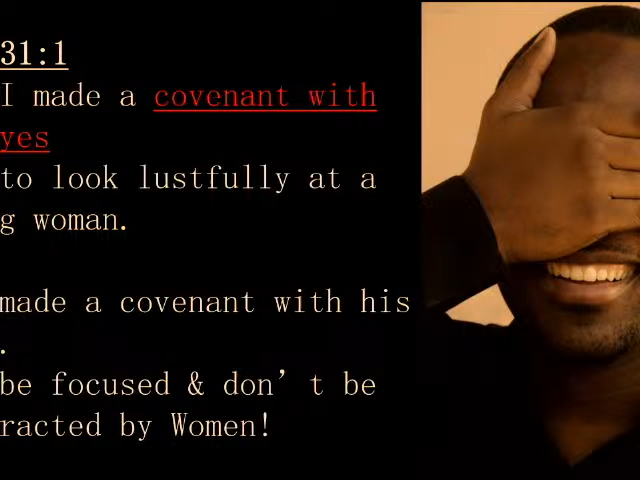 31:1
I made a covenant with
yes
to look lustfully at a
g woman.
made a covenant with his
.
be focused & don’t be
racted by Women!